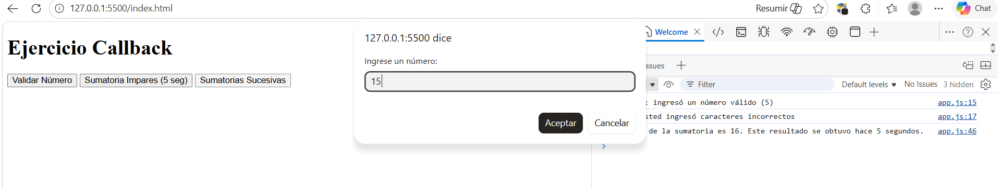 127.0.0.1:5500/index.html
Resumir
Chat
Ejercicio Callback
Validar Número
Sumatoria Impares (5 seg)
Sumatorias Sucesivas
127.0.0.1:5500 dice
Ingrese un número:
15
Aceptar
Cancelar
Welcome
ssues
Filter
Default levels
No Issues
3 hidden
: ingresó un número válido (5)
app.js:15
sted ingresó caracteres incorrectos
app.js:17
de la sumatoria es 16. Este resultado se obtuvo hace 5 segundos.
app.js:46